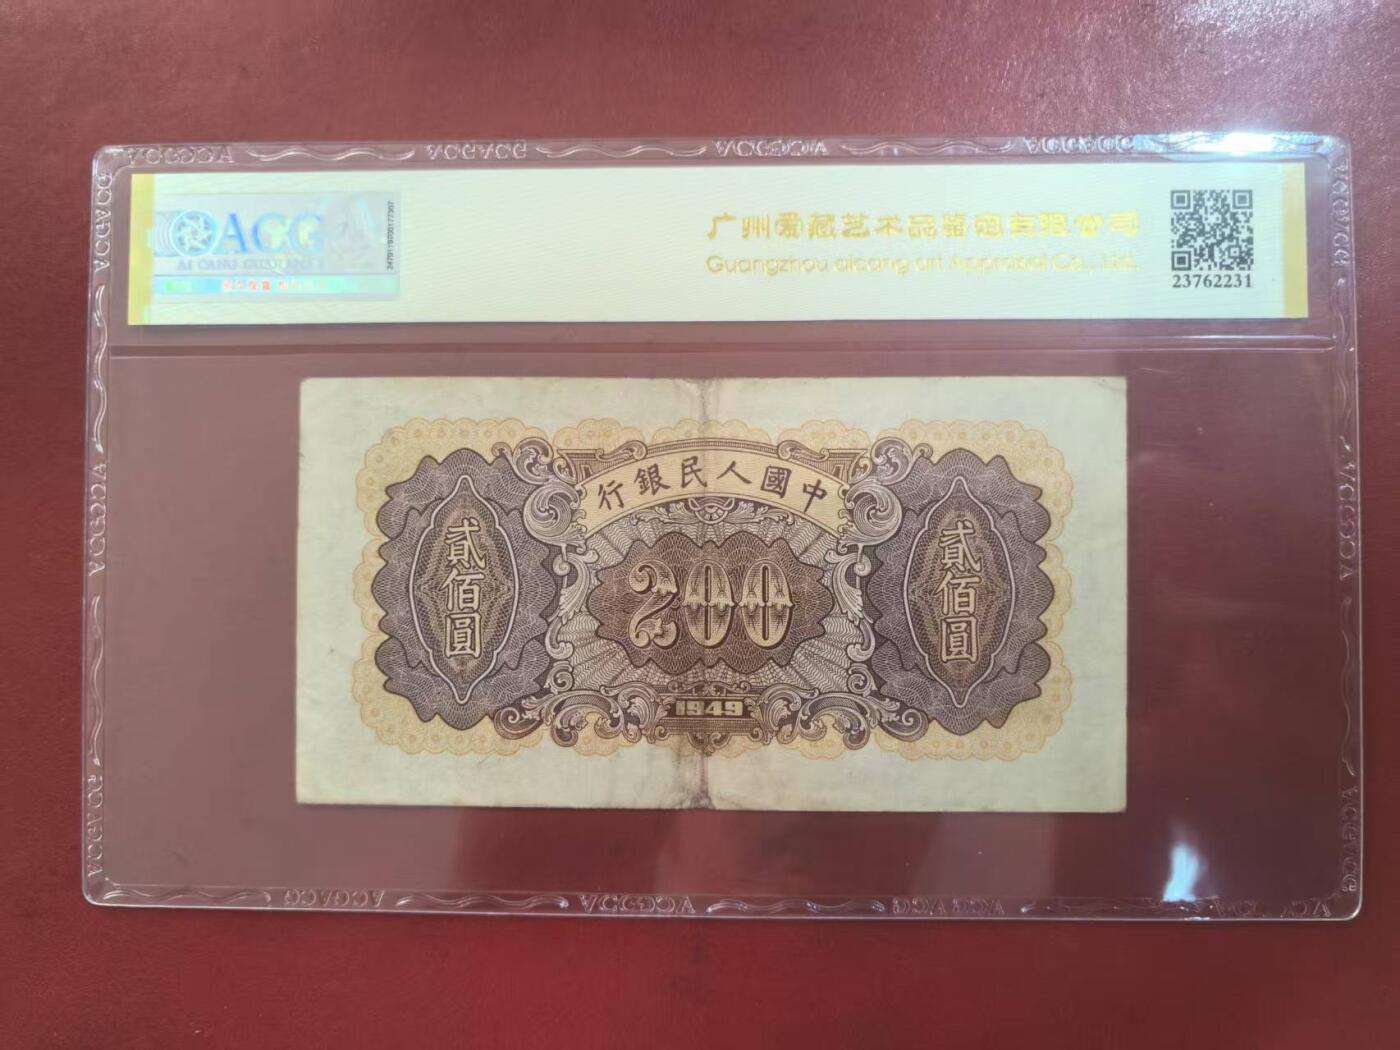 ACG
AI CANG GUANGZHOU
广州爱藏艺术品鉴定有限公司
Guangzhou aicang art Appraisal Co., Ltd.
23762231
行銀民人國中
貳佰圓
200
貳佰圓
1949